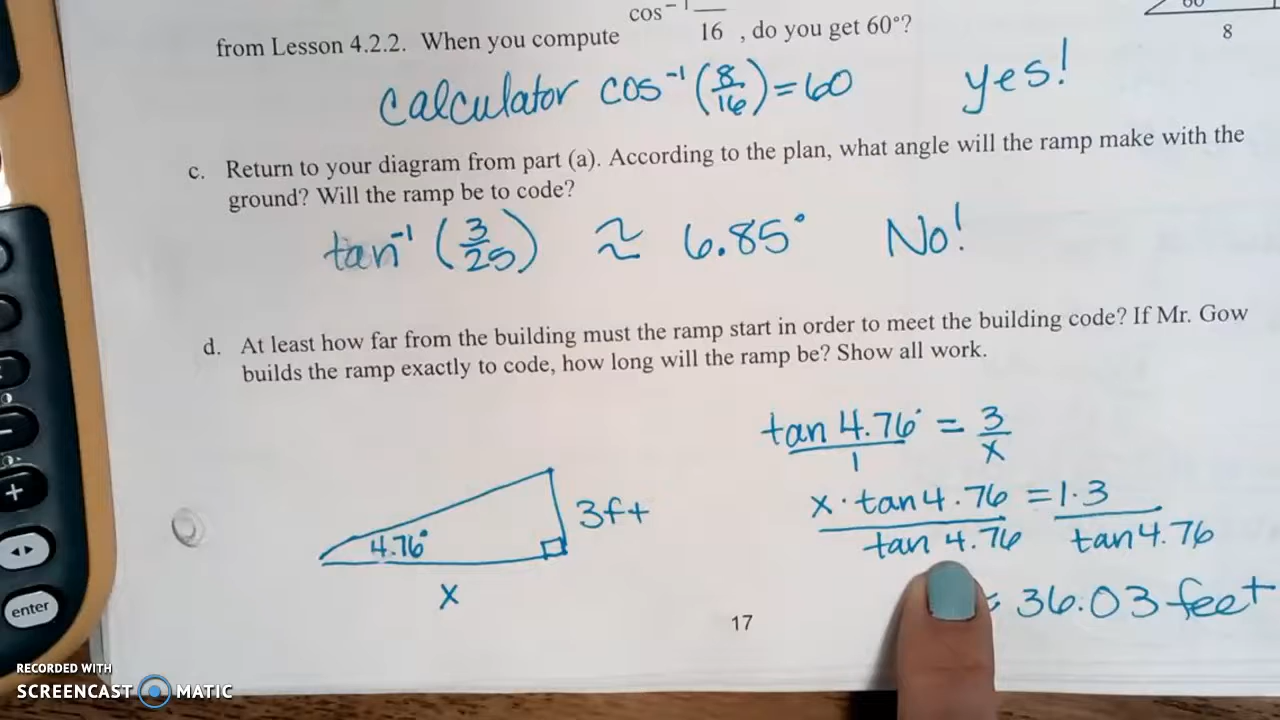 cos⁻¹
from Lesson 4.2.2. When you compute 16 , do you get 60°?
60
8
calculator cos⁻¹ (8/16) = 60 yes!
c. Return to your diagram from part (a). According to the plan, what angle will the ramp make with the
ground? Will the ramp be to code?
tan⁻¹ (3/25) ≈ 6.85° No!
d. At least how far from the building must the ramp start in order to meet the building code? If Mr. Gow
builds the ramp exactly to code, how long will the ramp be? Show all work.
tan 4.76° / 1 = 3/x
x · tan 4.76 = 1·3
tan 4.76 tan 4.76
3ft
4.76°
x
36.03 feet
17
enter
RECORDED WITH
SCREENCAST MATIC